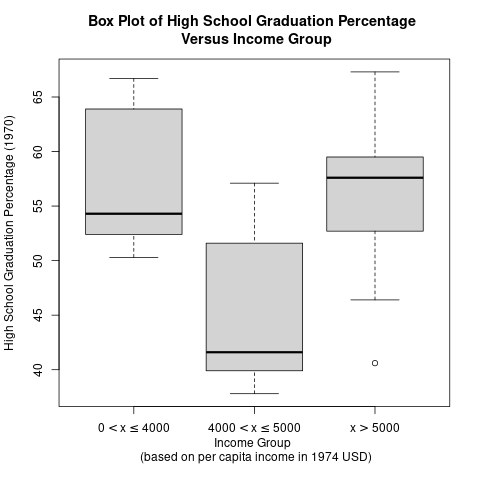 Box Plot of High School Graduation Percentage
Versus Income Group
High School Graduation Percentage (1970)
65
60
55
50
45
40
0 < x ≤ 4000
4000 < x ≤ 5000
x > 5000
Income Group
(based on per capita income in 1974 USD)